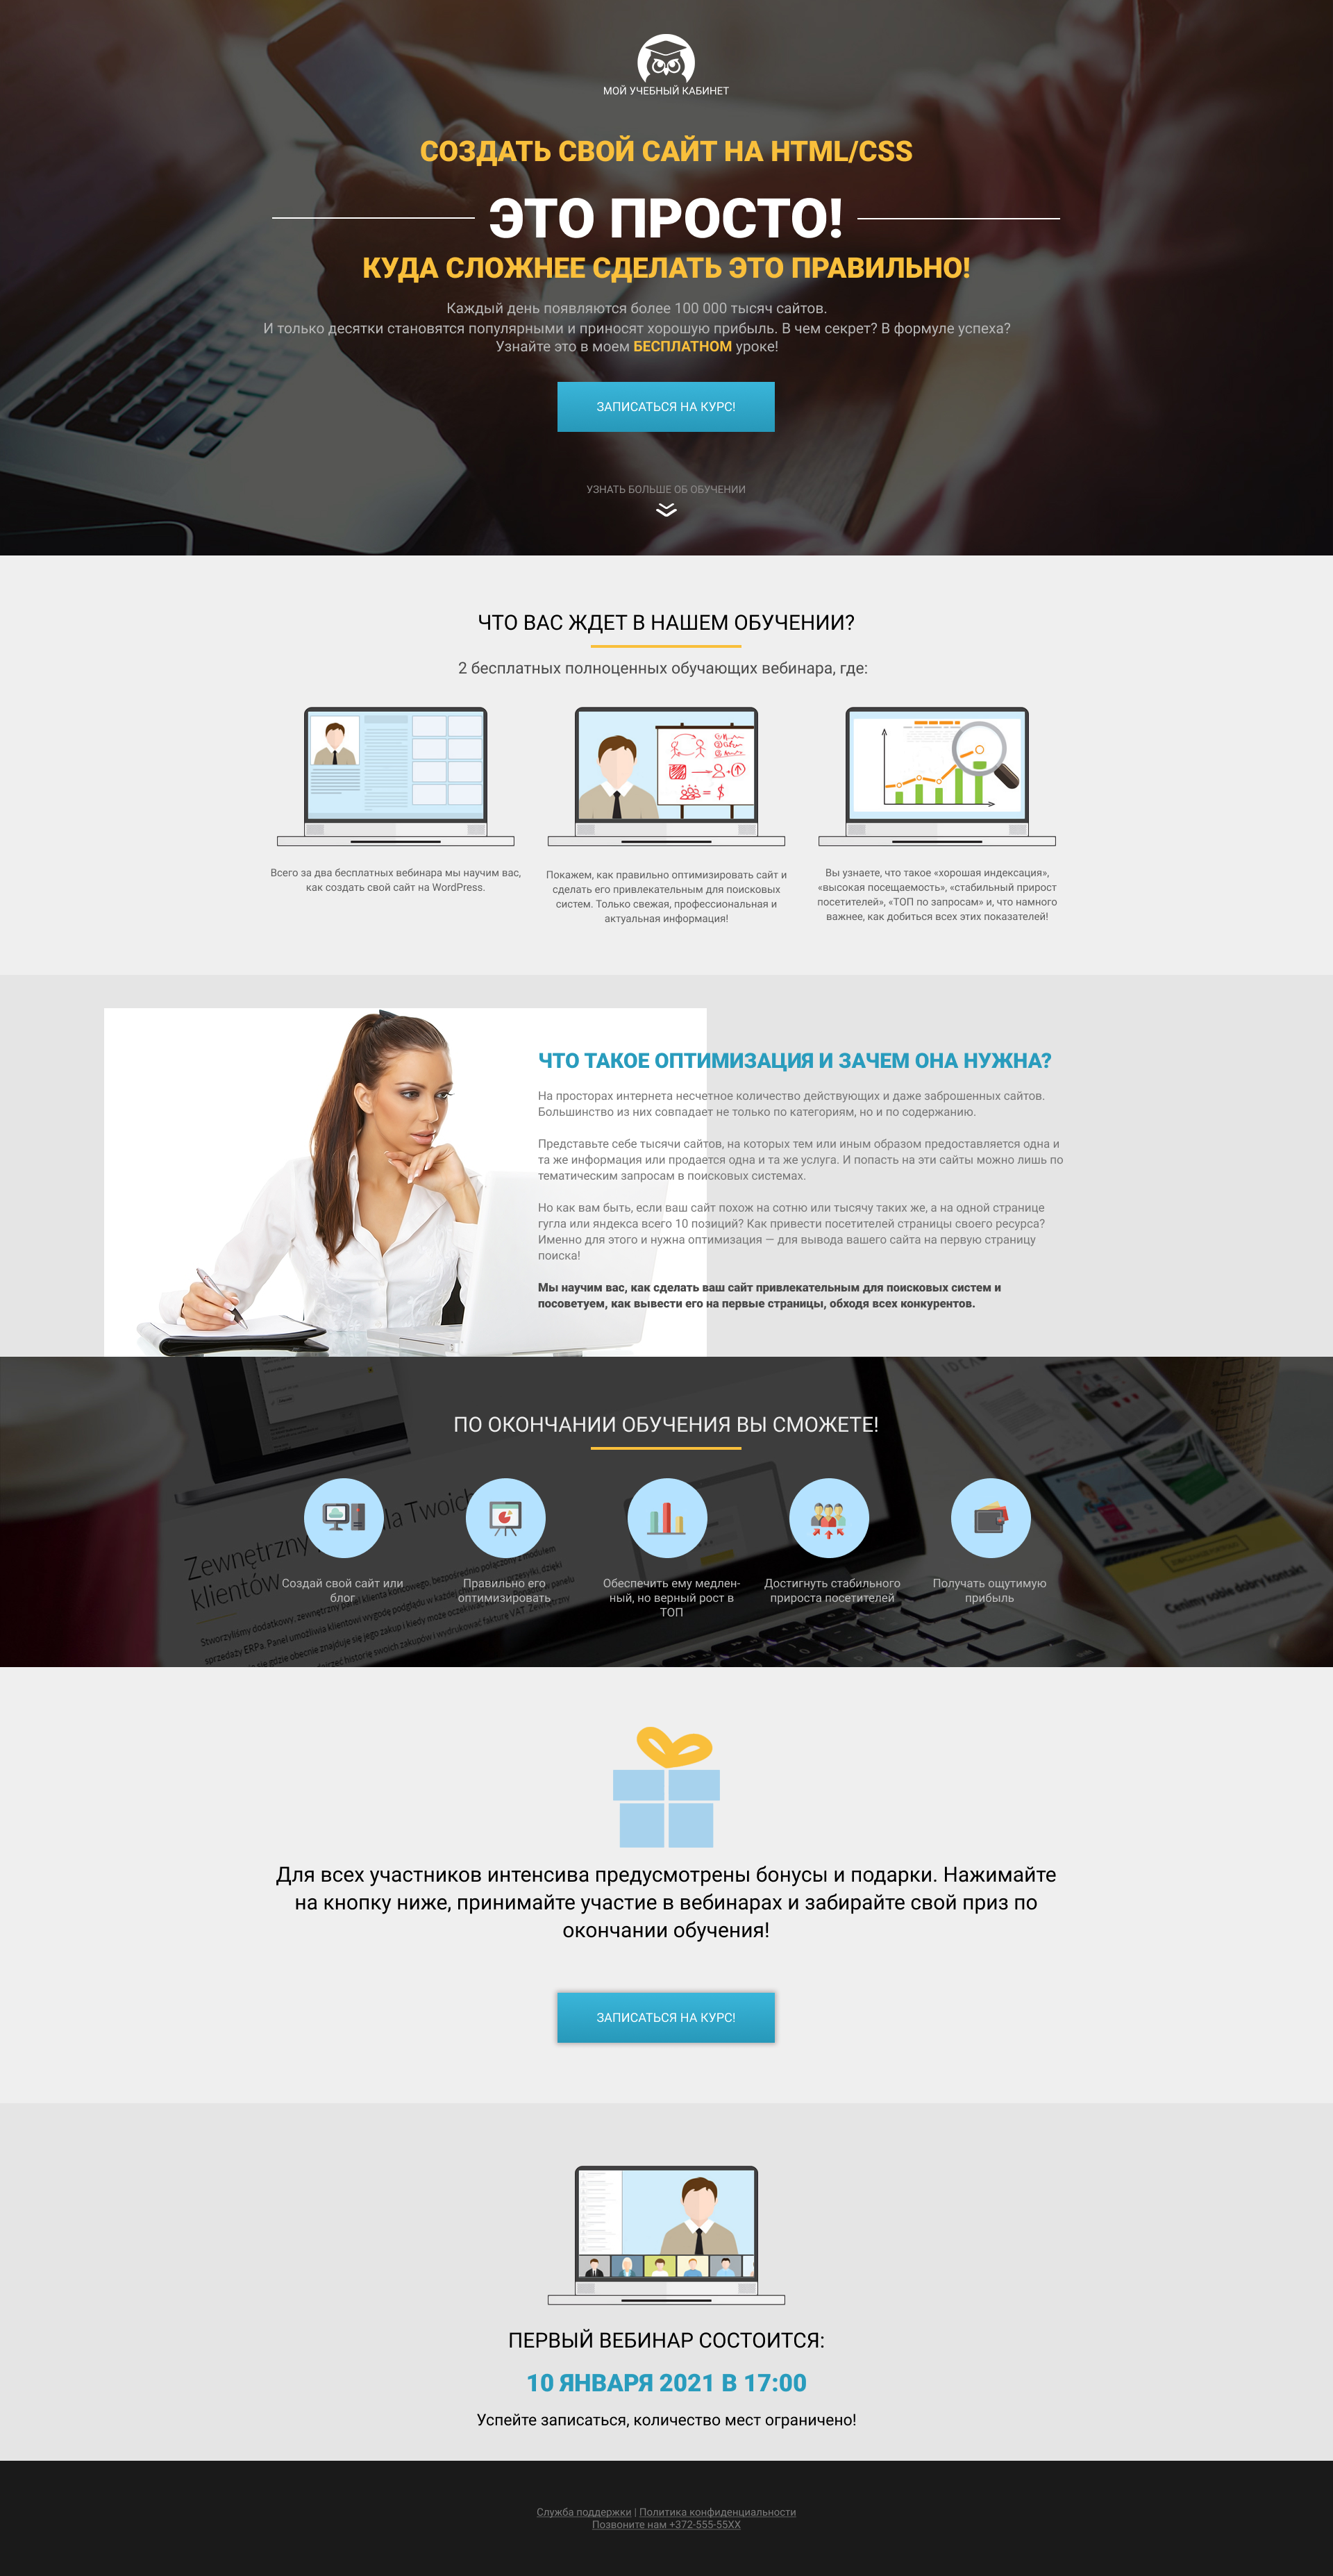 МОЙ УЧЕБНЫЙ КАБИНЕТ
СОЗДАТЬ СВОЙ САЙТ НА HTML/CSS
ЭТО ПРОСТО!
КУДА СЛОЖНЕЕ СДЕЛАТЬ ЭТО ПРАВИЛЬНО!
Каждый день появляются более 100 000 тысяч сайтов.
И только десятки становятся популярными и приносят хорошую прибыль. В чем секрет? В формуле успеха?
Узнайте это в моем БЕСПЛАТНОМ уроке!
ЗАПИСАТЬСЯ НА КУРС!
УЗНАТЬ БОЛЬШЕ ОБ ОБУЧЕНИИ
ЧТО ВАС ЖДЕТ В НАШЕМ ОБУЧЕНИИ?
2 бесплатных полноценных обучающих вебинара, где:
Всего за два бесплатных вебинара мы научим вас,
как создать свой сайт на WordPress.
Покажем, как правильно оптимизировать сайт и
сделать его привлекательным для поисковых
систем. Только свежая, профессиональная и
актуальная информация!
Вы узнаете, что такое «хорошая индексация»,
«высокая посещаемость», «стабильный прирост
посетителей», «ТОП по запросам» и, что намного
важнее, как добиться всех этих показателей!
ЧТО ТАКОЕ ОПТИМИЗАЦИЯ И ЗАЧЕМ ОНА НУЖНА?
На просторах интернета несчетное количество действующих и даже заброшенных сайтов.
Большинство из них совпадает не только по категориям, но и по содержанию.
Представьте себе тысячи сайтов, на которых тем или иным образом предоставляется одна и
та же информация или продается одна и та же услуга. И попасть на эти сайты можно лишь по
тематическим запросам в поисковых системах.
Но как вам быть, если ваш сайт похож на сотню или тысячу таких же, а на одной странице
гугла или яндекса всего 10 позиций? Как привести посетителей страницы своего ресурса?
Именно для этого и нужна оптимизация — для вывода вашего сайта на первую страницу
поиска!
Мы научим вас, как сделать ваш сайт привлекательным для поисковых систем и
посоветуем, как вывести его на первые страницы, обходя всех конкурентов.
ПО ОКОНЧАНИИ ОБУЧЕНИЯ ВЫ СМОЖЕТЕ!
Zewnętrzny
la Twoich
klientów
Создай свой сайт или
блог
Правильно его
оптимизировать
Обеспечить ему медлен-
ный, но верный рост в
ТОП
Достигнуть стабильного
прироста посетителей
Получать ощутимую
прибыль
Для всех участников интенсива предусмотрены бонусы и подарки. Нажимайте
на кнопку ниже, принимайте участие в вебинарах и забирайте свой приз по
окончании обучения!
ЗАПИСАТЬСЯ НА КУРС!
ПЕРВЫЙ ВЕБИНАР СОСТОИТСЯ:
10 ЯНВАРЯ 2021 В 17:00
Успейте записаться, количество мест ограничено!
Служба поддержки | Политика конфиденциальности
Позвоните нам +372-555-55XX